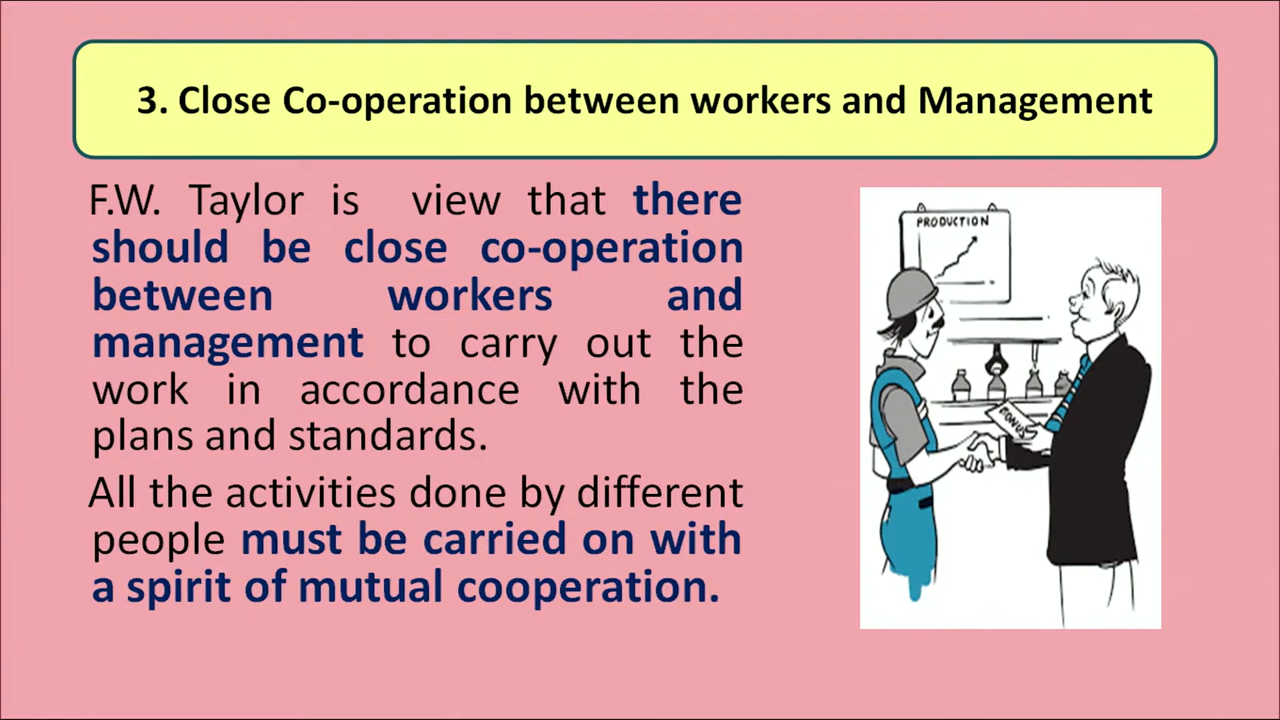 3. Close Co-operation between workers and Management
F.W. Taylor is view that there
should be close co-operation
between workers and
management to carry out the
work in accordance with the
plans and standards.
All the activities done by different
people must be carried on with
a spirit of mutual cooperation.
PRODUCTION
BONUS